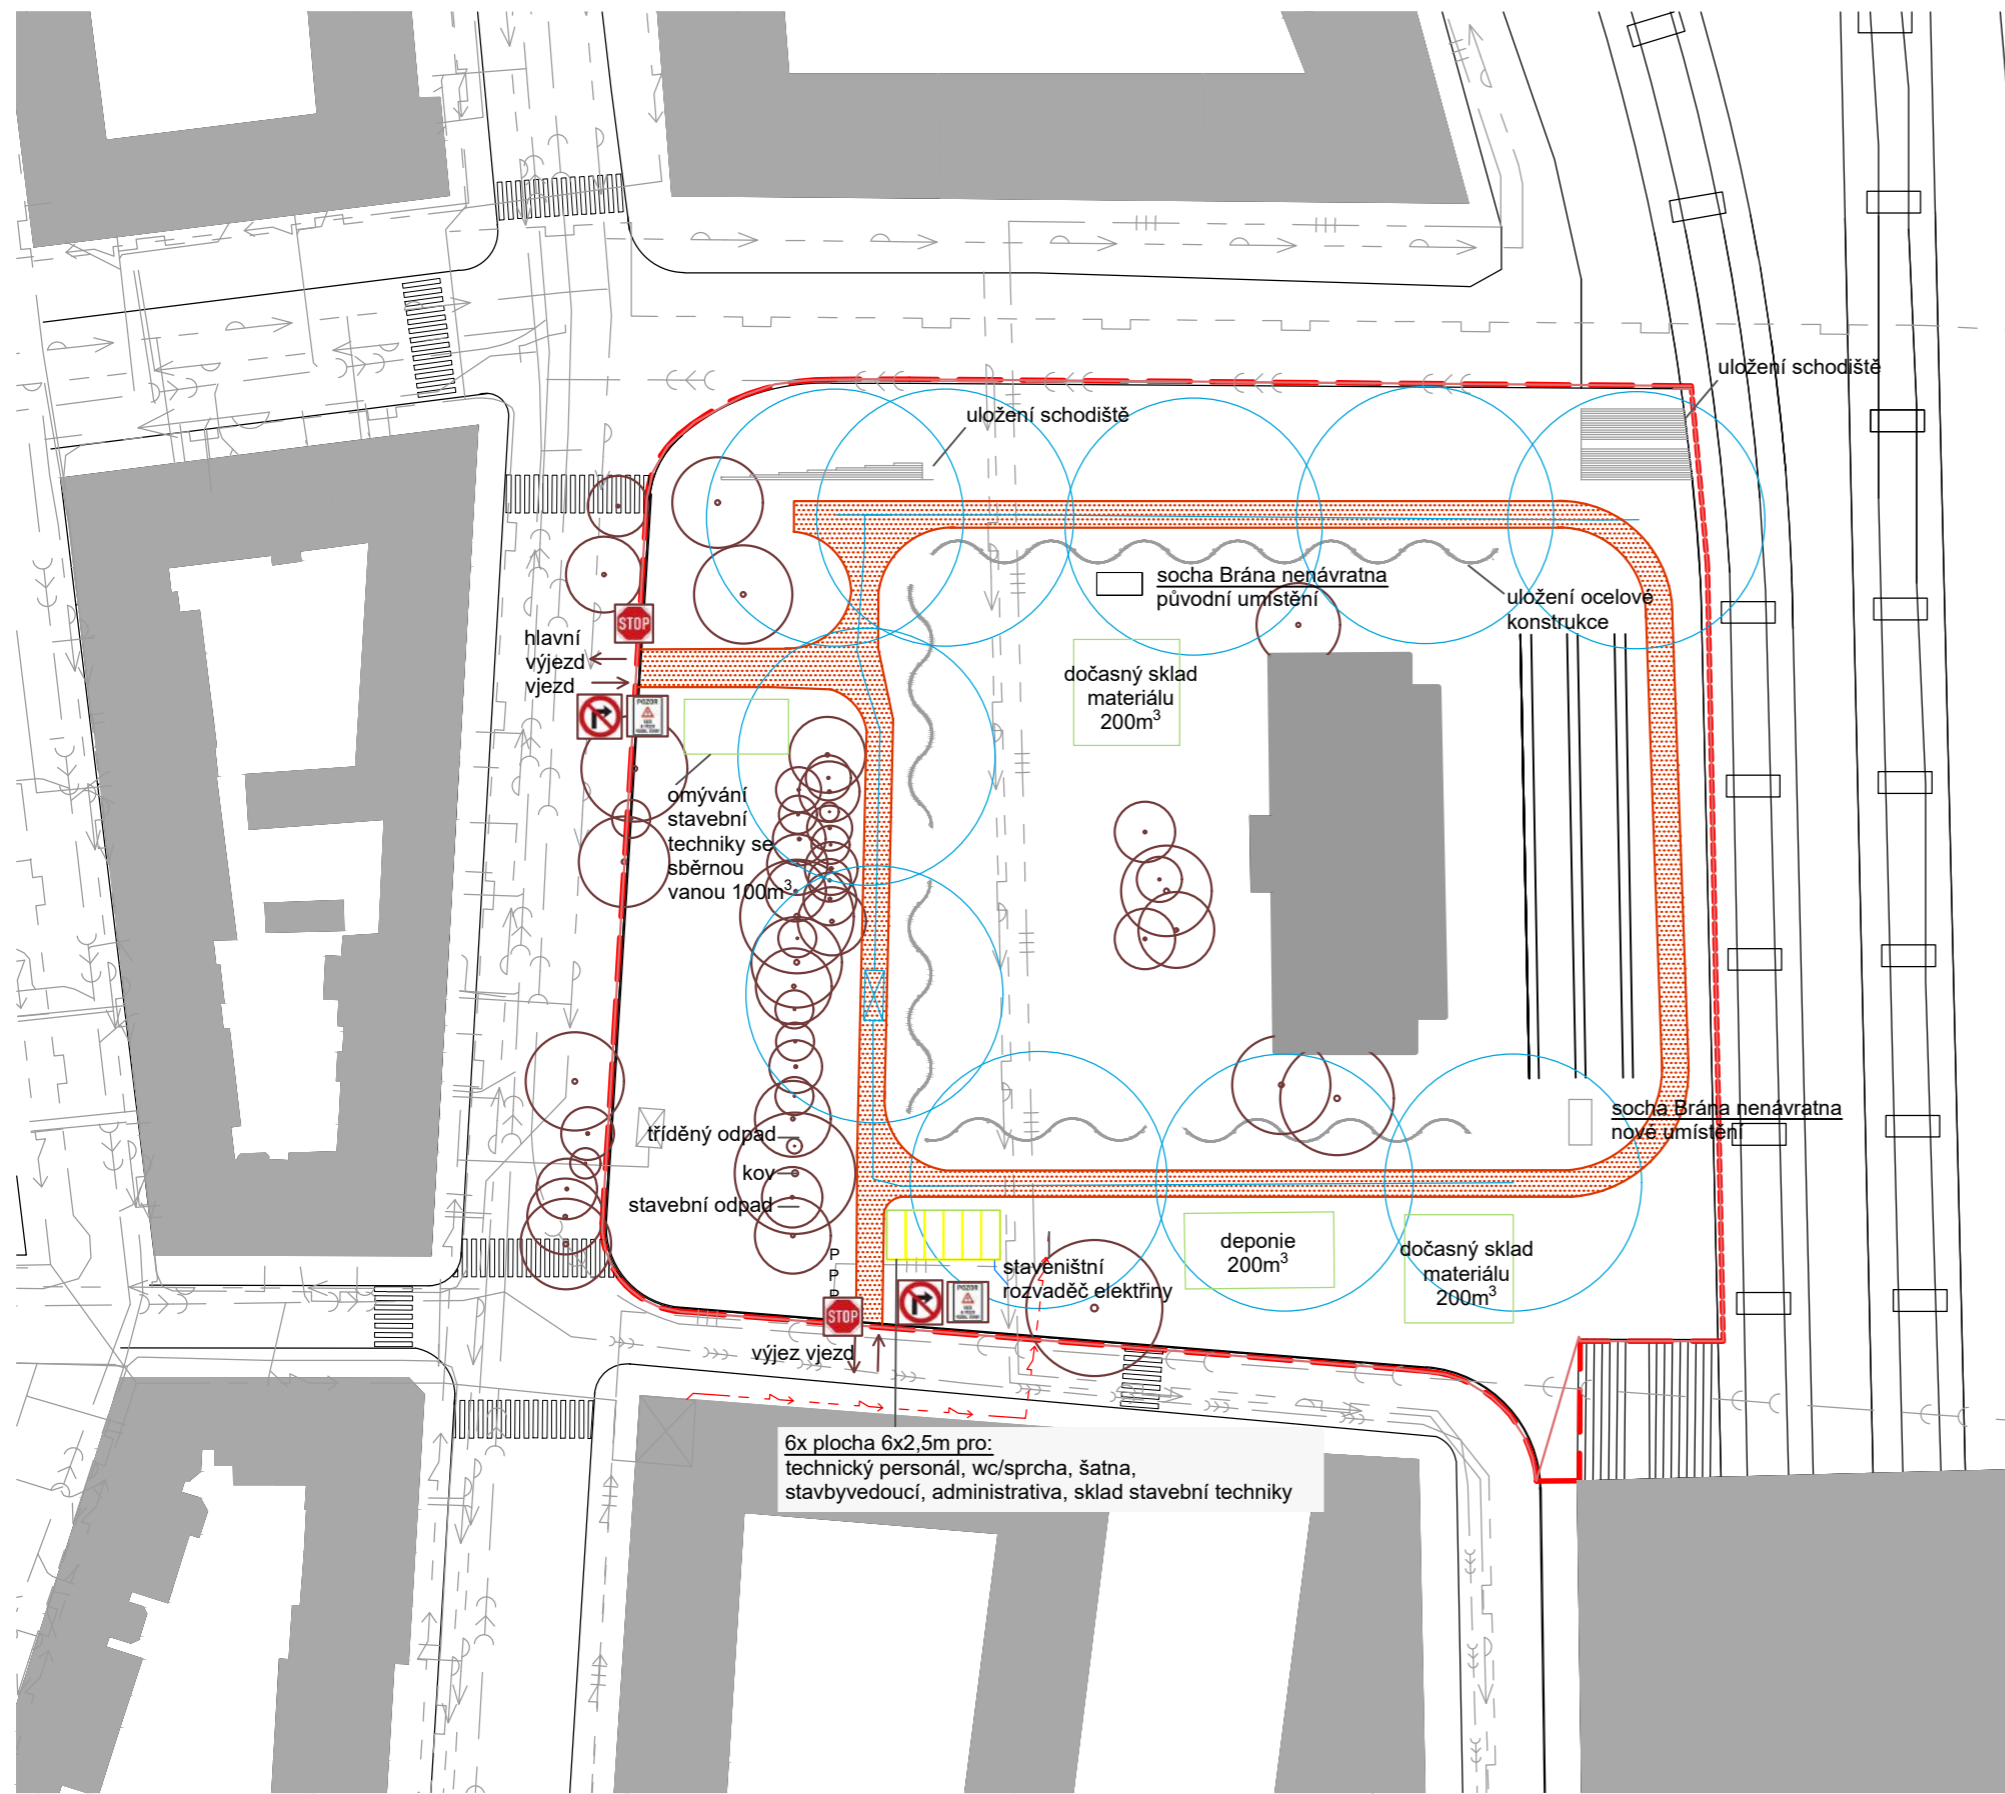 uložení schodiště
uložení schodiště
socha Brána nenávratna
původní umístění
uložení ocelové
konstrukce
STOP
hlavní
výjezd
vjezd
POZOR
dočasný sklad
materiálu
200m³
omývání
stavební
techniky se
sběrnou
vanou 100m³
socha Brána nenávratna
nové umístění
tříděný odpad
kov
stavební odpad
P
P
P
STOP
POZOR
staveništní
rozvaděč elektřiny
deponie
200m³
dočasný sklad
materiálu
200m³
výjez vjezd
6x plocha 6x2,5m pro:
technický personál, wc/sprcha, šatna,
stavbyvedoucí, administrativa, sklad stavební techniky